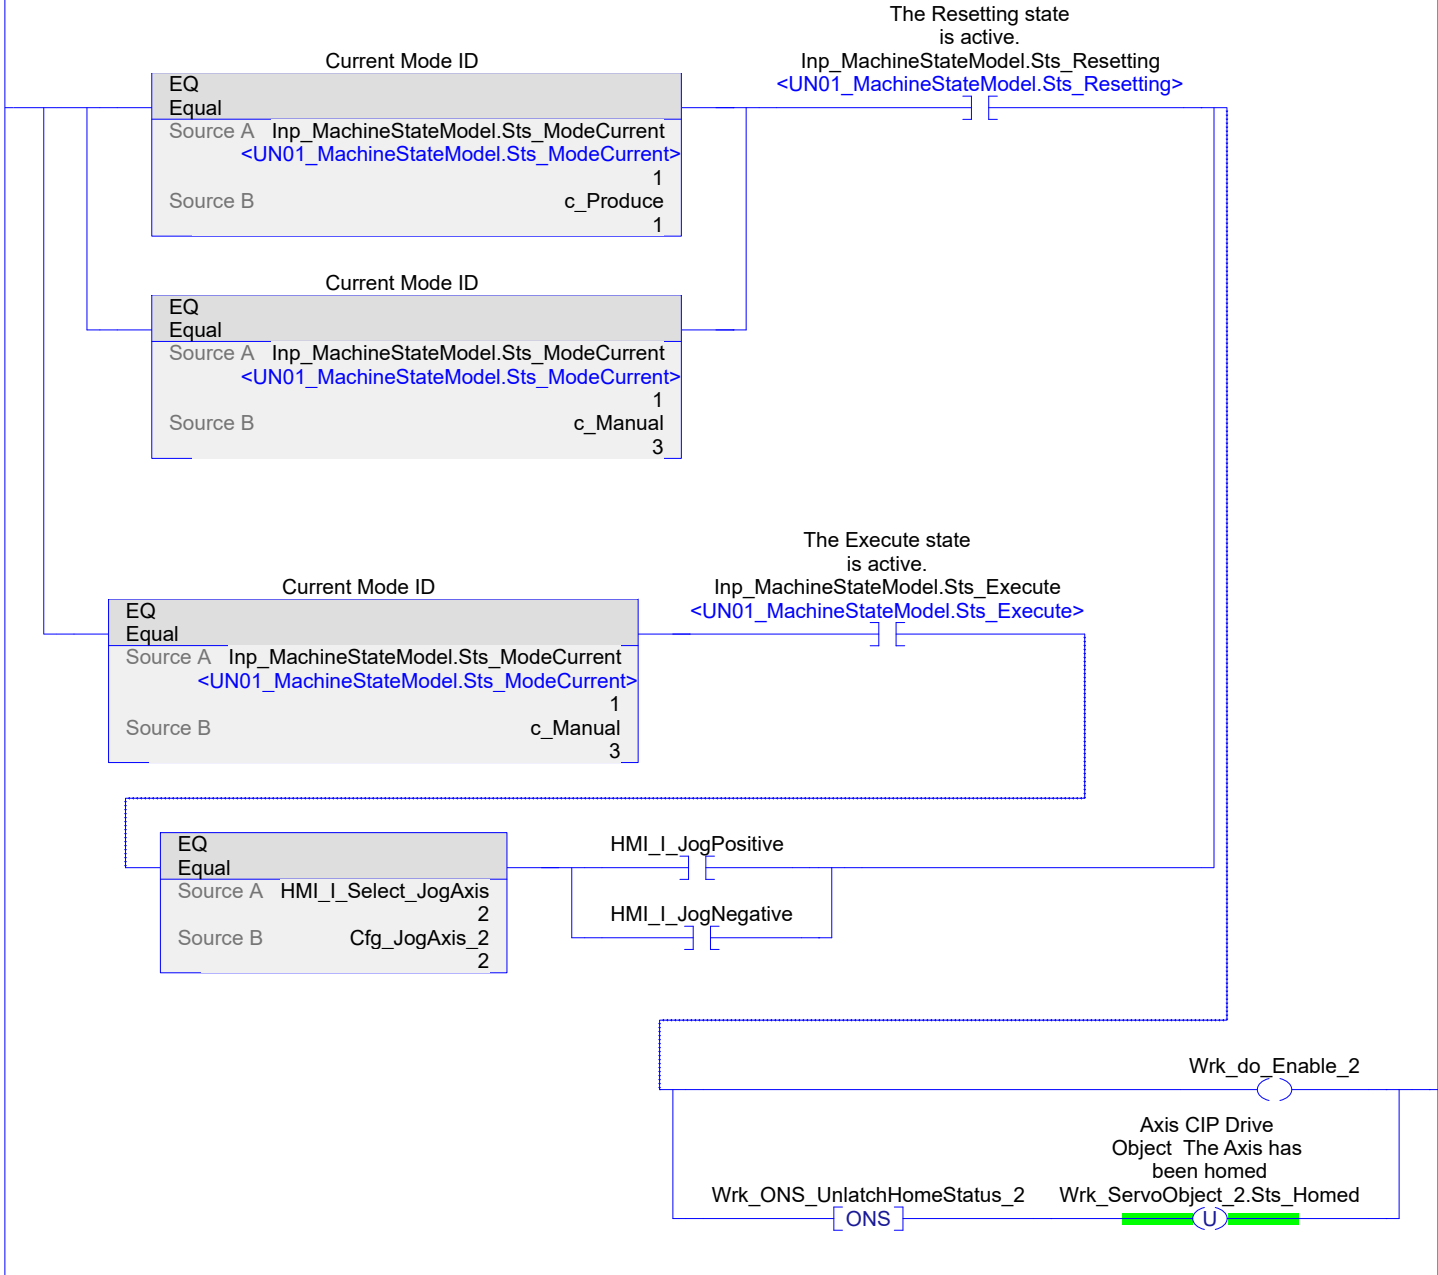 The Resetting state
is active.
Inp_MachineStateModel.Sts_Resetting
<UN01_MachineStateModel.Sts_Resetting>
Current Mode ID
EQ
Equal
Source A Inp_MachineStateModel.Sts_ModeCurrent
<UN01_MachineStateModel.Sts_ModeCurrent>
1
Source B c_Produce
1
Current Mode ID
EQ
Equal
Source A Inp_MachineStateModel.Sts_ModeCurrent
<UN01_MachineStateModel.Sts_ModeCurrent>
1
Source B c_Manual
3
The Execute state
is active.
Inp_MachineStateModel.Sts_Execute
<UN01_MachineStateModel.Sts_Execute>
Current Mode ID
EQ
Equal
Source A Inp_MachineStateModel.Sts_ModeCurrent
<UN01_MachineStateModel.Sts_ModeCurrent>
1
Source B c_Manual
3
EQ
Equal
Source A HMI_I_Select_JogAxis
2
Source B Cfg_JogAxis_2
2
HMI_I_JogPositive
HMI_I_JogNegative
Wrk_do_Enable_2
Axis CIP Drive
Object The Axis has
been homed
Wrk_ONS_UnlatchHomeStatus_2 Wrk_ServoObject_2.Sts_Homed
ONS U